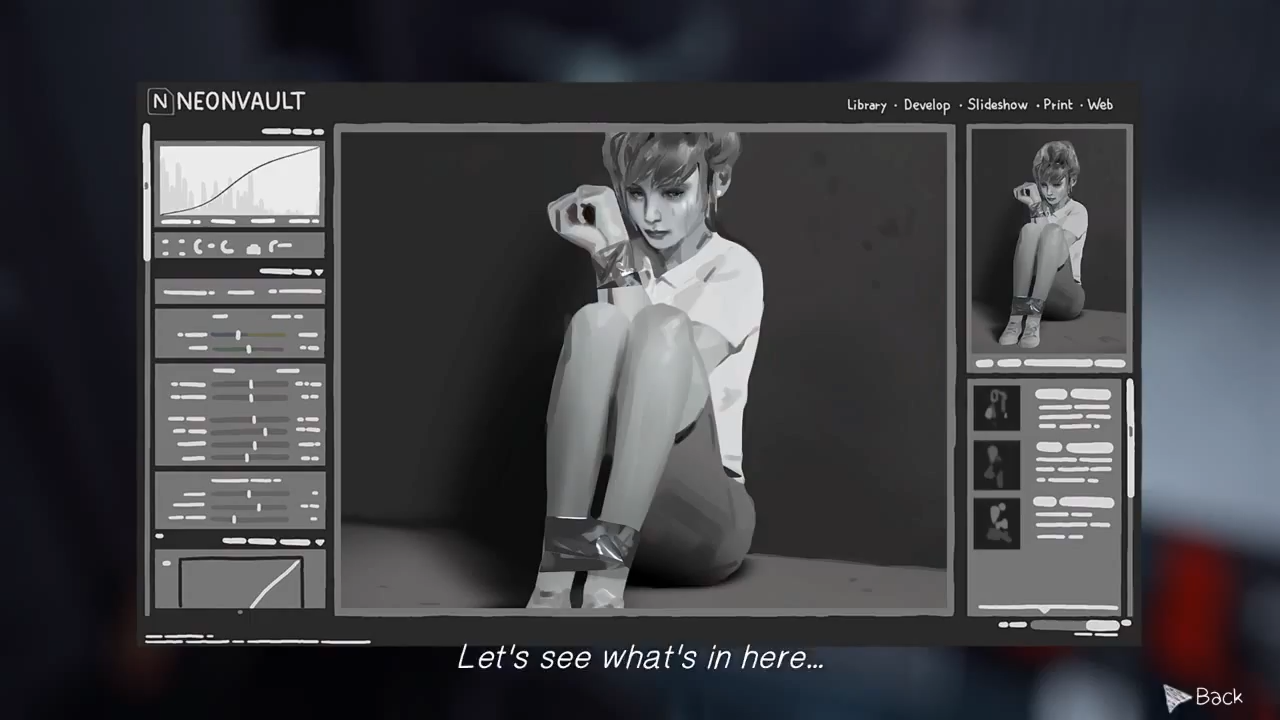 N NEONVAULT
Library · Develop · Slideshow · Print · Web
Let's see what's in here...
Back